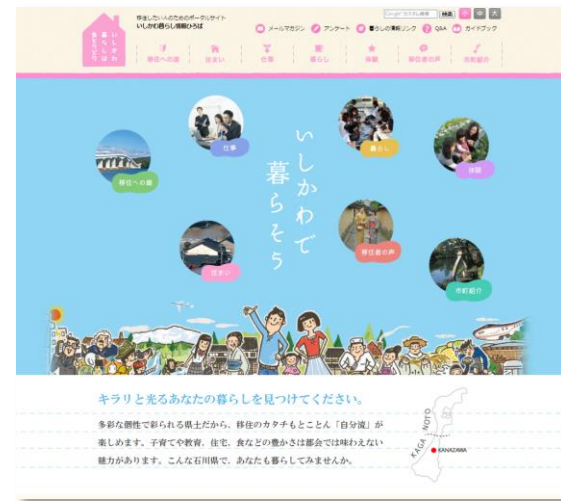 移住したい人のためのポータルサイト
いしかわ暮らし情報ひろば
いしかわ
暮らしは
メールマガジン
アンケート
暮らしの情報リンク
Q&A
ガイドブック
検索
小
中
大
移住への道
住まい
仕事
暮らし
体験
移住者の声
市町紹介
いしかわで
暮らそう
仕事
暮らし
移住への道
体験
住まい
移住者の声
市町紹介
キラリと光るあなたの暮らしを見つけてください。
多彩な個性で彩られる県土だから、移住のカタチもとことん「自分流」が
楽しめます。子育てや教育、住宅、食などの豊かさは都会では味わえない
魅力があります。こんな石川県で、あなたも暮らしてみませんか。
NOTO
KAGA
KANAZAWA